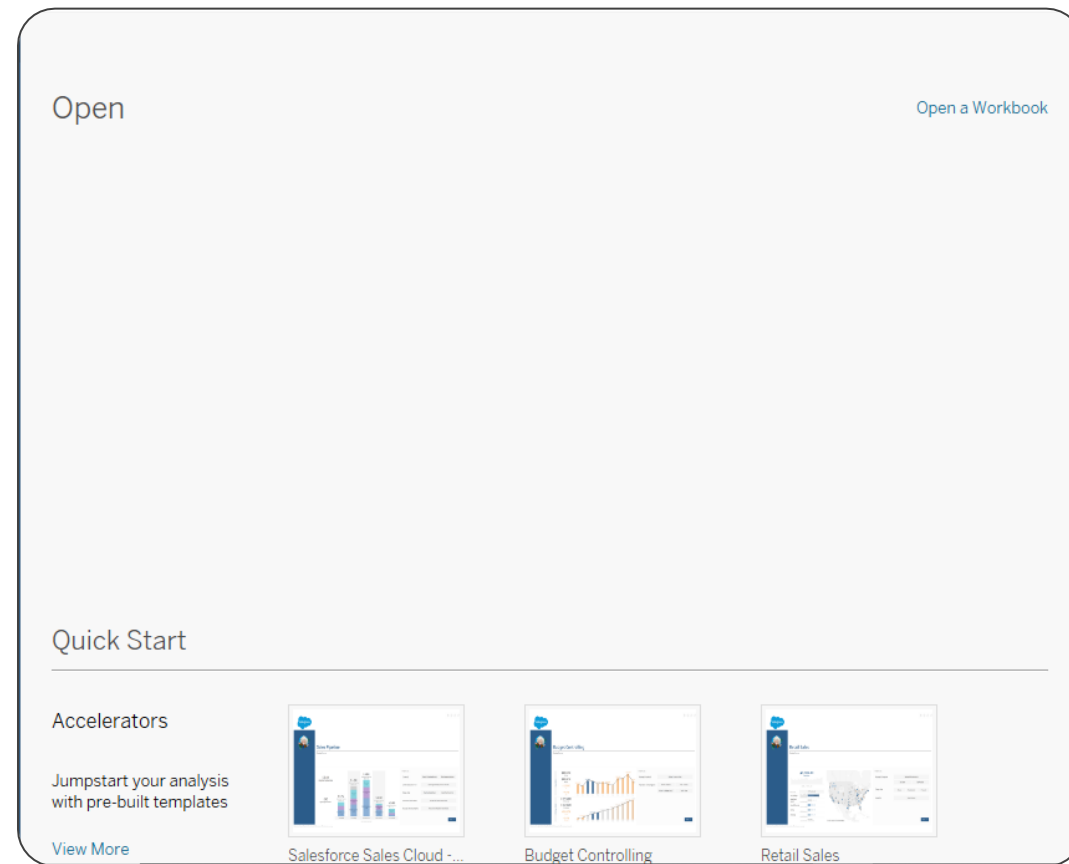 Open
Open a Workbook
Quick Start
Accelerators
Jumpstart your analysis
with pre-built templates
View More
Salesforce Sales Cloud -...
Budget Controlling
Retail Sales